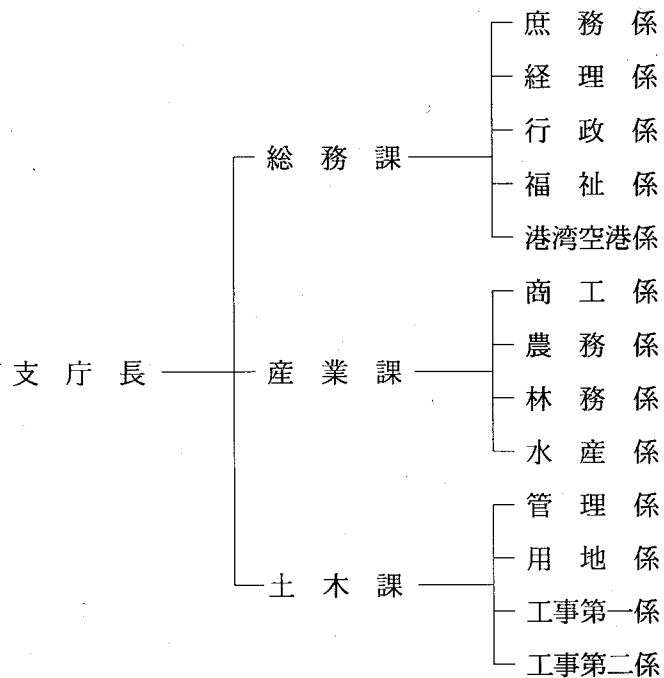 支庁長
総務課
庶務係
経理係
行政係
福祉係
港湾空港係
産業課
商工係
農務係
林務係
水産係
土木課
管理係
用地係
工事第一係
工事第二係